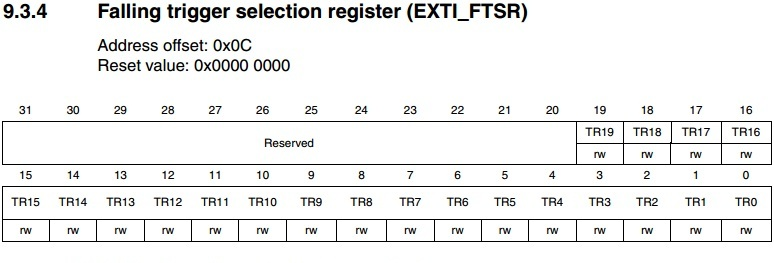 9.3.4 Falling trigger selection register (EXTI_FTSR)
Address offset: 0x0C
Reset value: 0x0000 0000
31 30 29 28 27 26 25 24 23 22 21 20 19 18 17 16
Reserved TR19 TR18 TR17 TR16
rw rw rw rw
15 14 13 12 11 10 9 8 7 6 5 4 3 2 1 0
TR15 TR14 TR13 TR12 TR11 TR10 TR9 TR8 TR7 TR6 TR5 TR4 TR3 TR2 TR1 TR0
rw rw rw rw rw rw rw rw rw rw rw rw rw rw rw rw